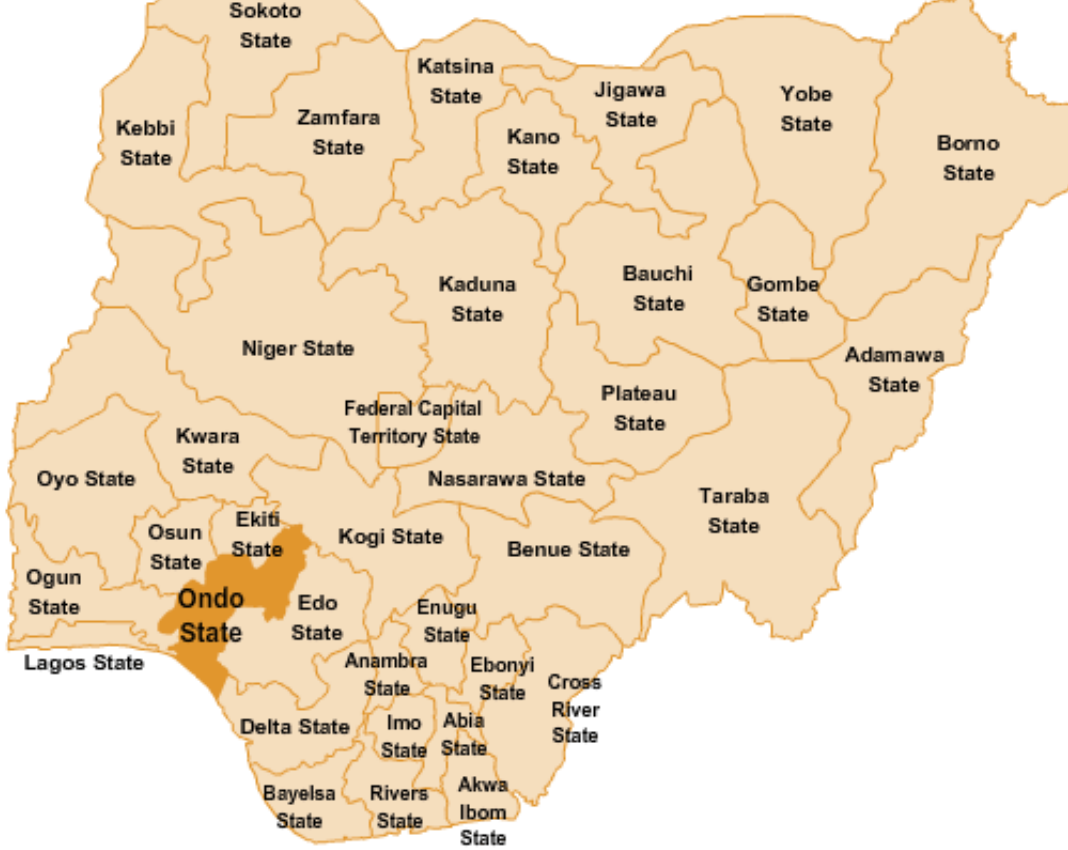 Sokoto
State
Katsina
State
Jigawa
State
Yobe
State
Kebbi
State
Zamfara
State
Kano
State
Borno
State
Kaduna
State
Bauchi
State
Gombe
State
Niger State
Adamawa
State
Federal Capital
Territory State
Plateau
State
Kwara
State
Oyo State
Nasarawa State
Taraba
State
Osun
State
Ekiti
State
Kogi State
Benue State
Ogun
State
Ondo
State
Edo
State
Enugu
State
Lagos State
Anambra
State
Ebonyi
State
Cross
River
State
Delta State
Imo
State
Abia
State
Bayelsa
State
Rivers
State
Akwa
Ibom
State